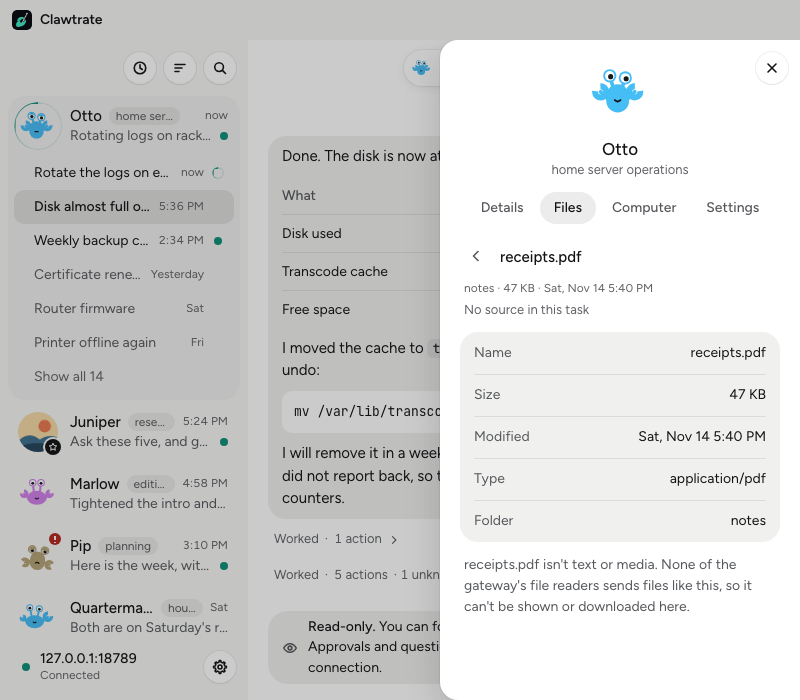 Clawtrate
Otto home ser... now
Rotating logs on rack...
Rotate the logs on e... now
Disk almost full o... 5:36 PM
Weekly backup c... 2:34 PM
Certificate rene... Yesterday
Router firmware Sat
Printer offline again Fri
Show all 14
Juniper rese... 5:24 PM
Ask these five, and g...
Marlow editi... 4:58 PM
Tightened the intro and...
Pip planning 3:10 PM
Here is the week, wit...
Quarterma... hou... Sat
Both are on Saturday's r...
127.0.0.1:18789
Connected
Done. The disk is now at
What
Disk used
Transcode cache
Free space
I moved the cache to t
undo:
mv /var/lib/transco
I will remove it in a week
did not report back, so t
counters.
Worked · 1 action
Worked · 5 actions · 1 unkn
Read-only. You can fo
Approvals and questi
connection.
Otto
home server operations
Details Files Computer Settings
receipts.pdf
notes · 47 KB · Sat, Nov 14 5:40 PM
No source in this task
Name receipts.pdf
Size 47 KB
Modified Sat, Nov 14 5:40 PM
Type application/pdf
Folder notes
receipts.pdf isn't text or media. None of the
gateway's file readers sends files like this, so it
can't be shown or downloaded here.